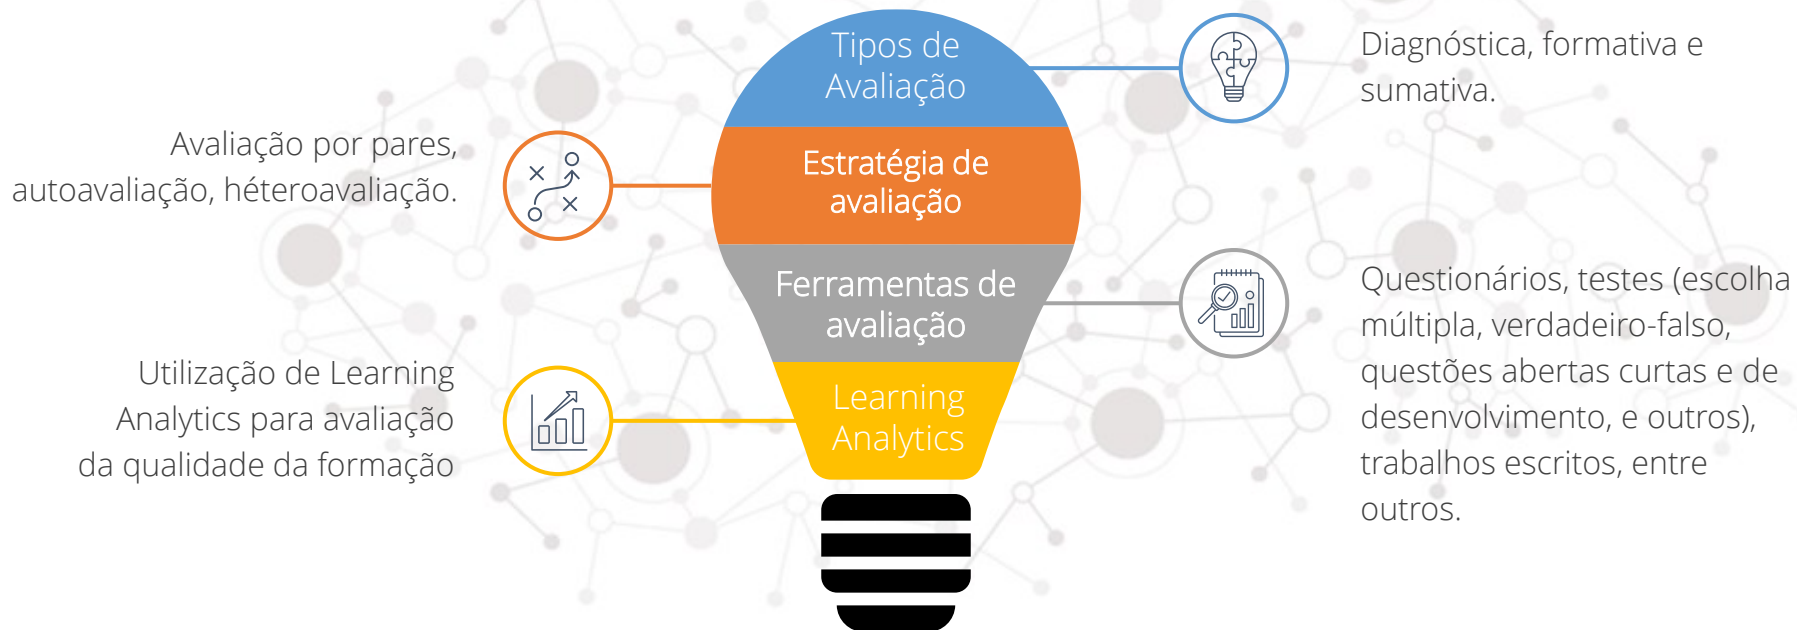 Tipos de
Avaliação
Diagnóstica, formativa e
sumativa.
Avaliação por pares,
autoavaliação, héteroavaliação.
Estratégia de
avaliação
Ferramentas de
avaliação
Questionários, testes (escolha
múltipla, verdadeiro-falso,
questões abertas curtas e de
desenvolvimento, e outros),
trabalhos escritos, entre
outros.
Utilização de Learning
Analytics para avaliação
da qualidade da formação
Learning
Analytics